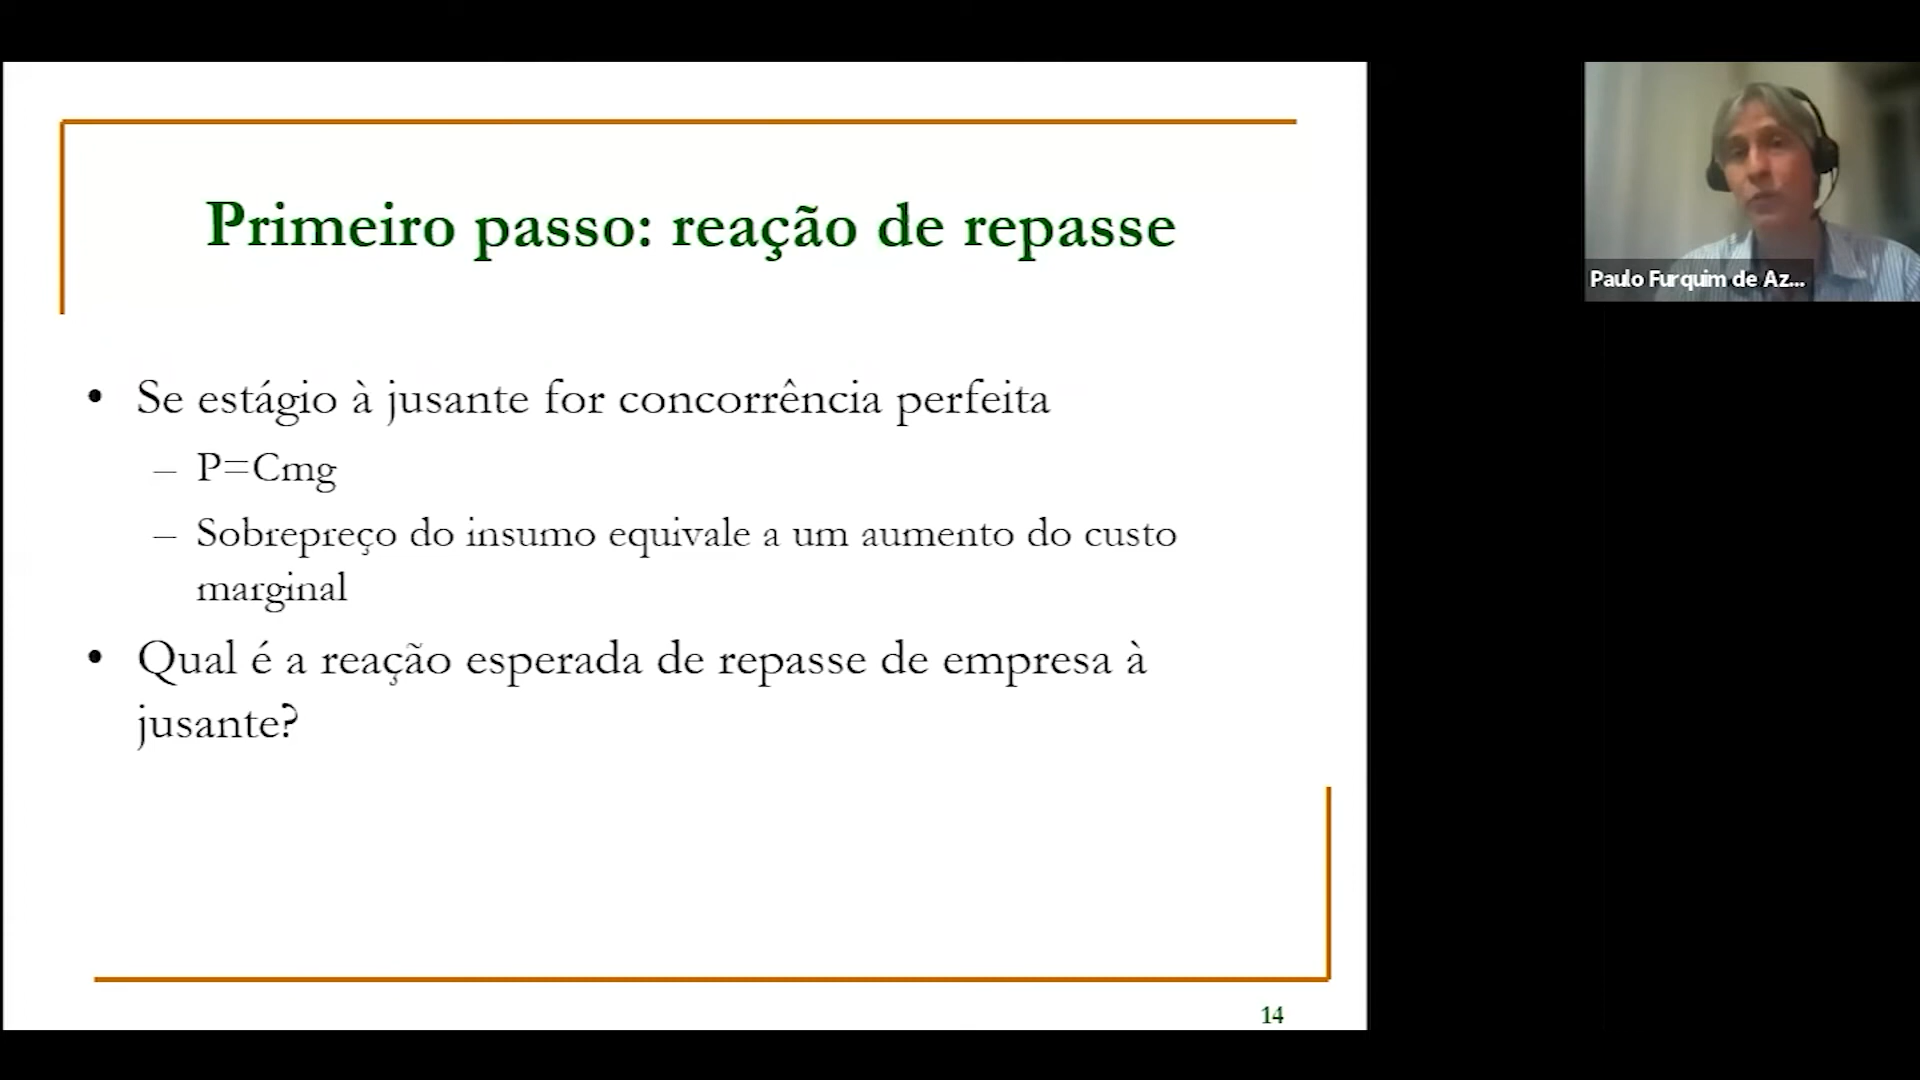 Primeiro passo: reação de repasse
• Se estágio à jusante for concorrência perfeita
– P=Cmg
– Sobrepreço do insumo equivale a um aumento do custo
marginal
• Qual é a reação esperada de repasse de empresa à
jusante?
14
Paulo Furquim de Az...